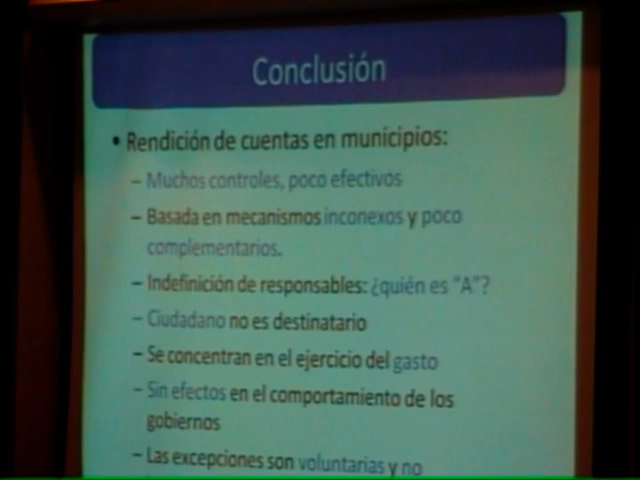 Conclusión
• Rendición de cuentas en municipios:
– Muchos controles, poco efectivos
– Basada en mecanismos inconexos y poco
complementarios.
– Indefinición de responsables: ¿quién es "A"?
– Ciudadano no es destinatario
– Se concentran en el ejercicio del gasto
– Sin efectos en el comportamiento de los
gobiernos
– Las excepciones son voluntarias y no